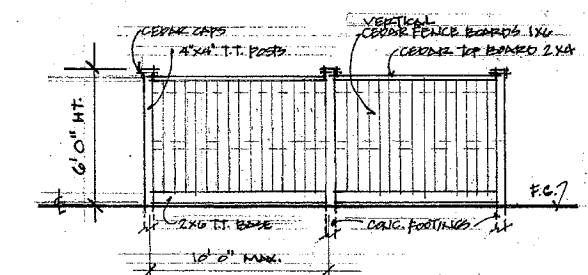 CEDAR CAPS
4"X4" T.T. POSTS
VERTICAL
CEDAR FENCE BOARDS 1X6
CEDAR TOP BOARD 2X4
6'0" HT.
F.G.
2X6 T.T. BASE
CONC. FOOTINGS
10'0" MAX.